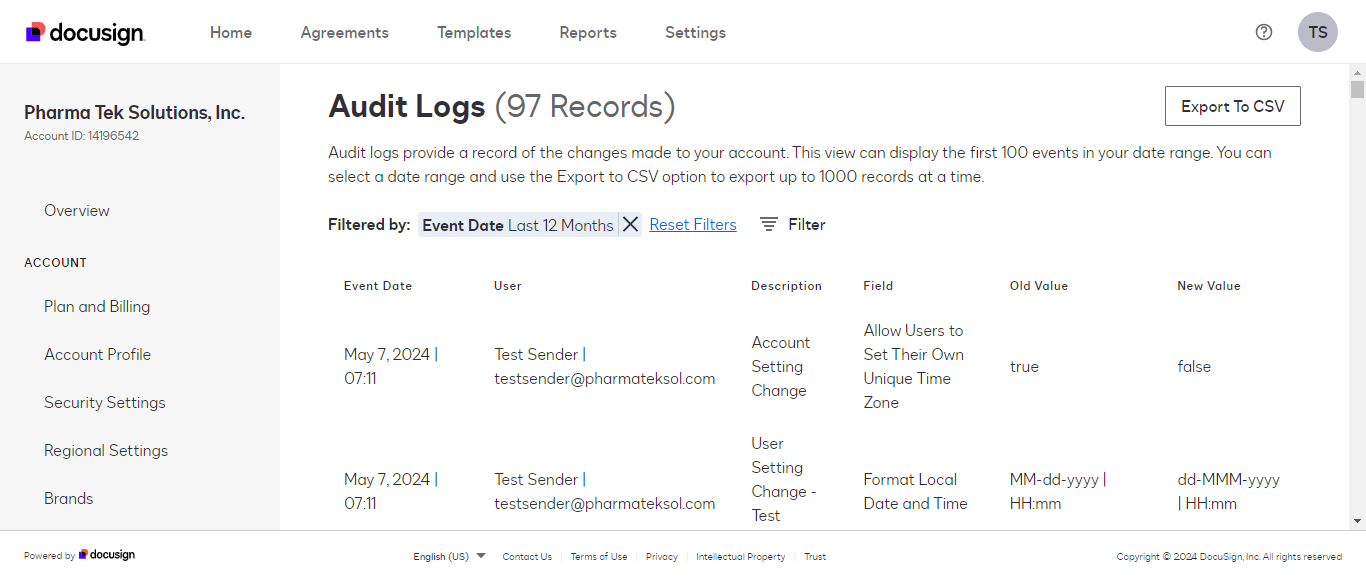 docusign Home Agreements Templates Reports Settings TS
Pharma Tek Solutions, Inc.
Account ID: 14196542
Overview
ACCOUNT
Plan and Billing
Account Profile
Security Settings
Regional Settings
Brands
Audit Logs (97 Records)
Export To CSV
Audit logs provide a record of the changes made to your account. This view can display the first 100 events in your date range. You can
select a date range and use the Export to CSV option to export up to 1000 records at a time.
Filtered by: Event Date Last 12 Months Reset Filters Filter
Event Date User Description Field Old Value New Value
May 7, 2024 |
07:11
Test Sender |
testsender@pharmateksol.com
Account
Setting
Change
Allow Users to
Set Their Own
Unique Time
Zone
true
false
May 7, 2024 |
07:11
Test Sender |
testsender@pharmateksol.com
User
Setting
Change -
Test
Format Local
Date and Time
MM-dd-yyyy |
HH:mm
dd-MMM-yyyy
| HH:mm
Powered by docusign English (US) Contact Us Terms of Use Privacy Intellectual Property Trust Copyright © 2024 DocuSign, Inc. All rights reserved